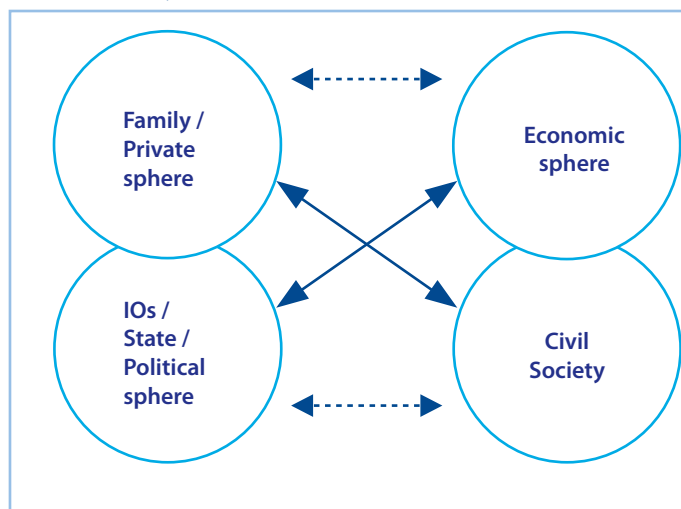 Family /
Private
sphere
Economic
sphere
IOs /
State /
Political
sphere
Civil
Society